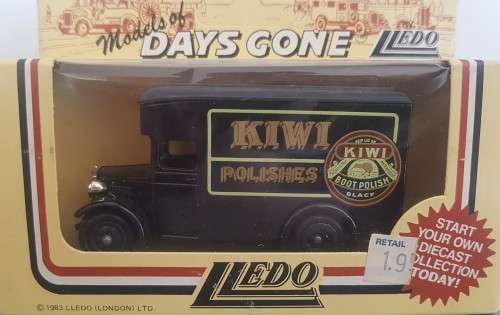 Models of
DAYS GONE
LLEDO
KIWI
POLISHES
KIWI
BOOT POLISH
BLACK
START
YOUR OWN
DIECAST
COLLECTION
TODAY!
RETAIL
1.9
LLEDO
© 1983 LLEDO (LONDON) LTD.